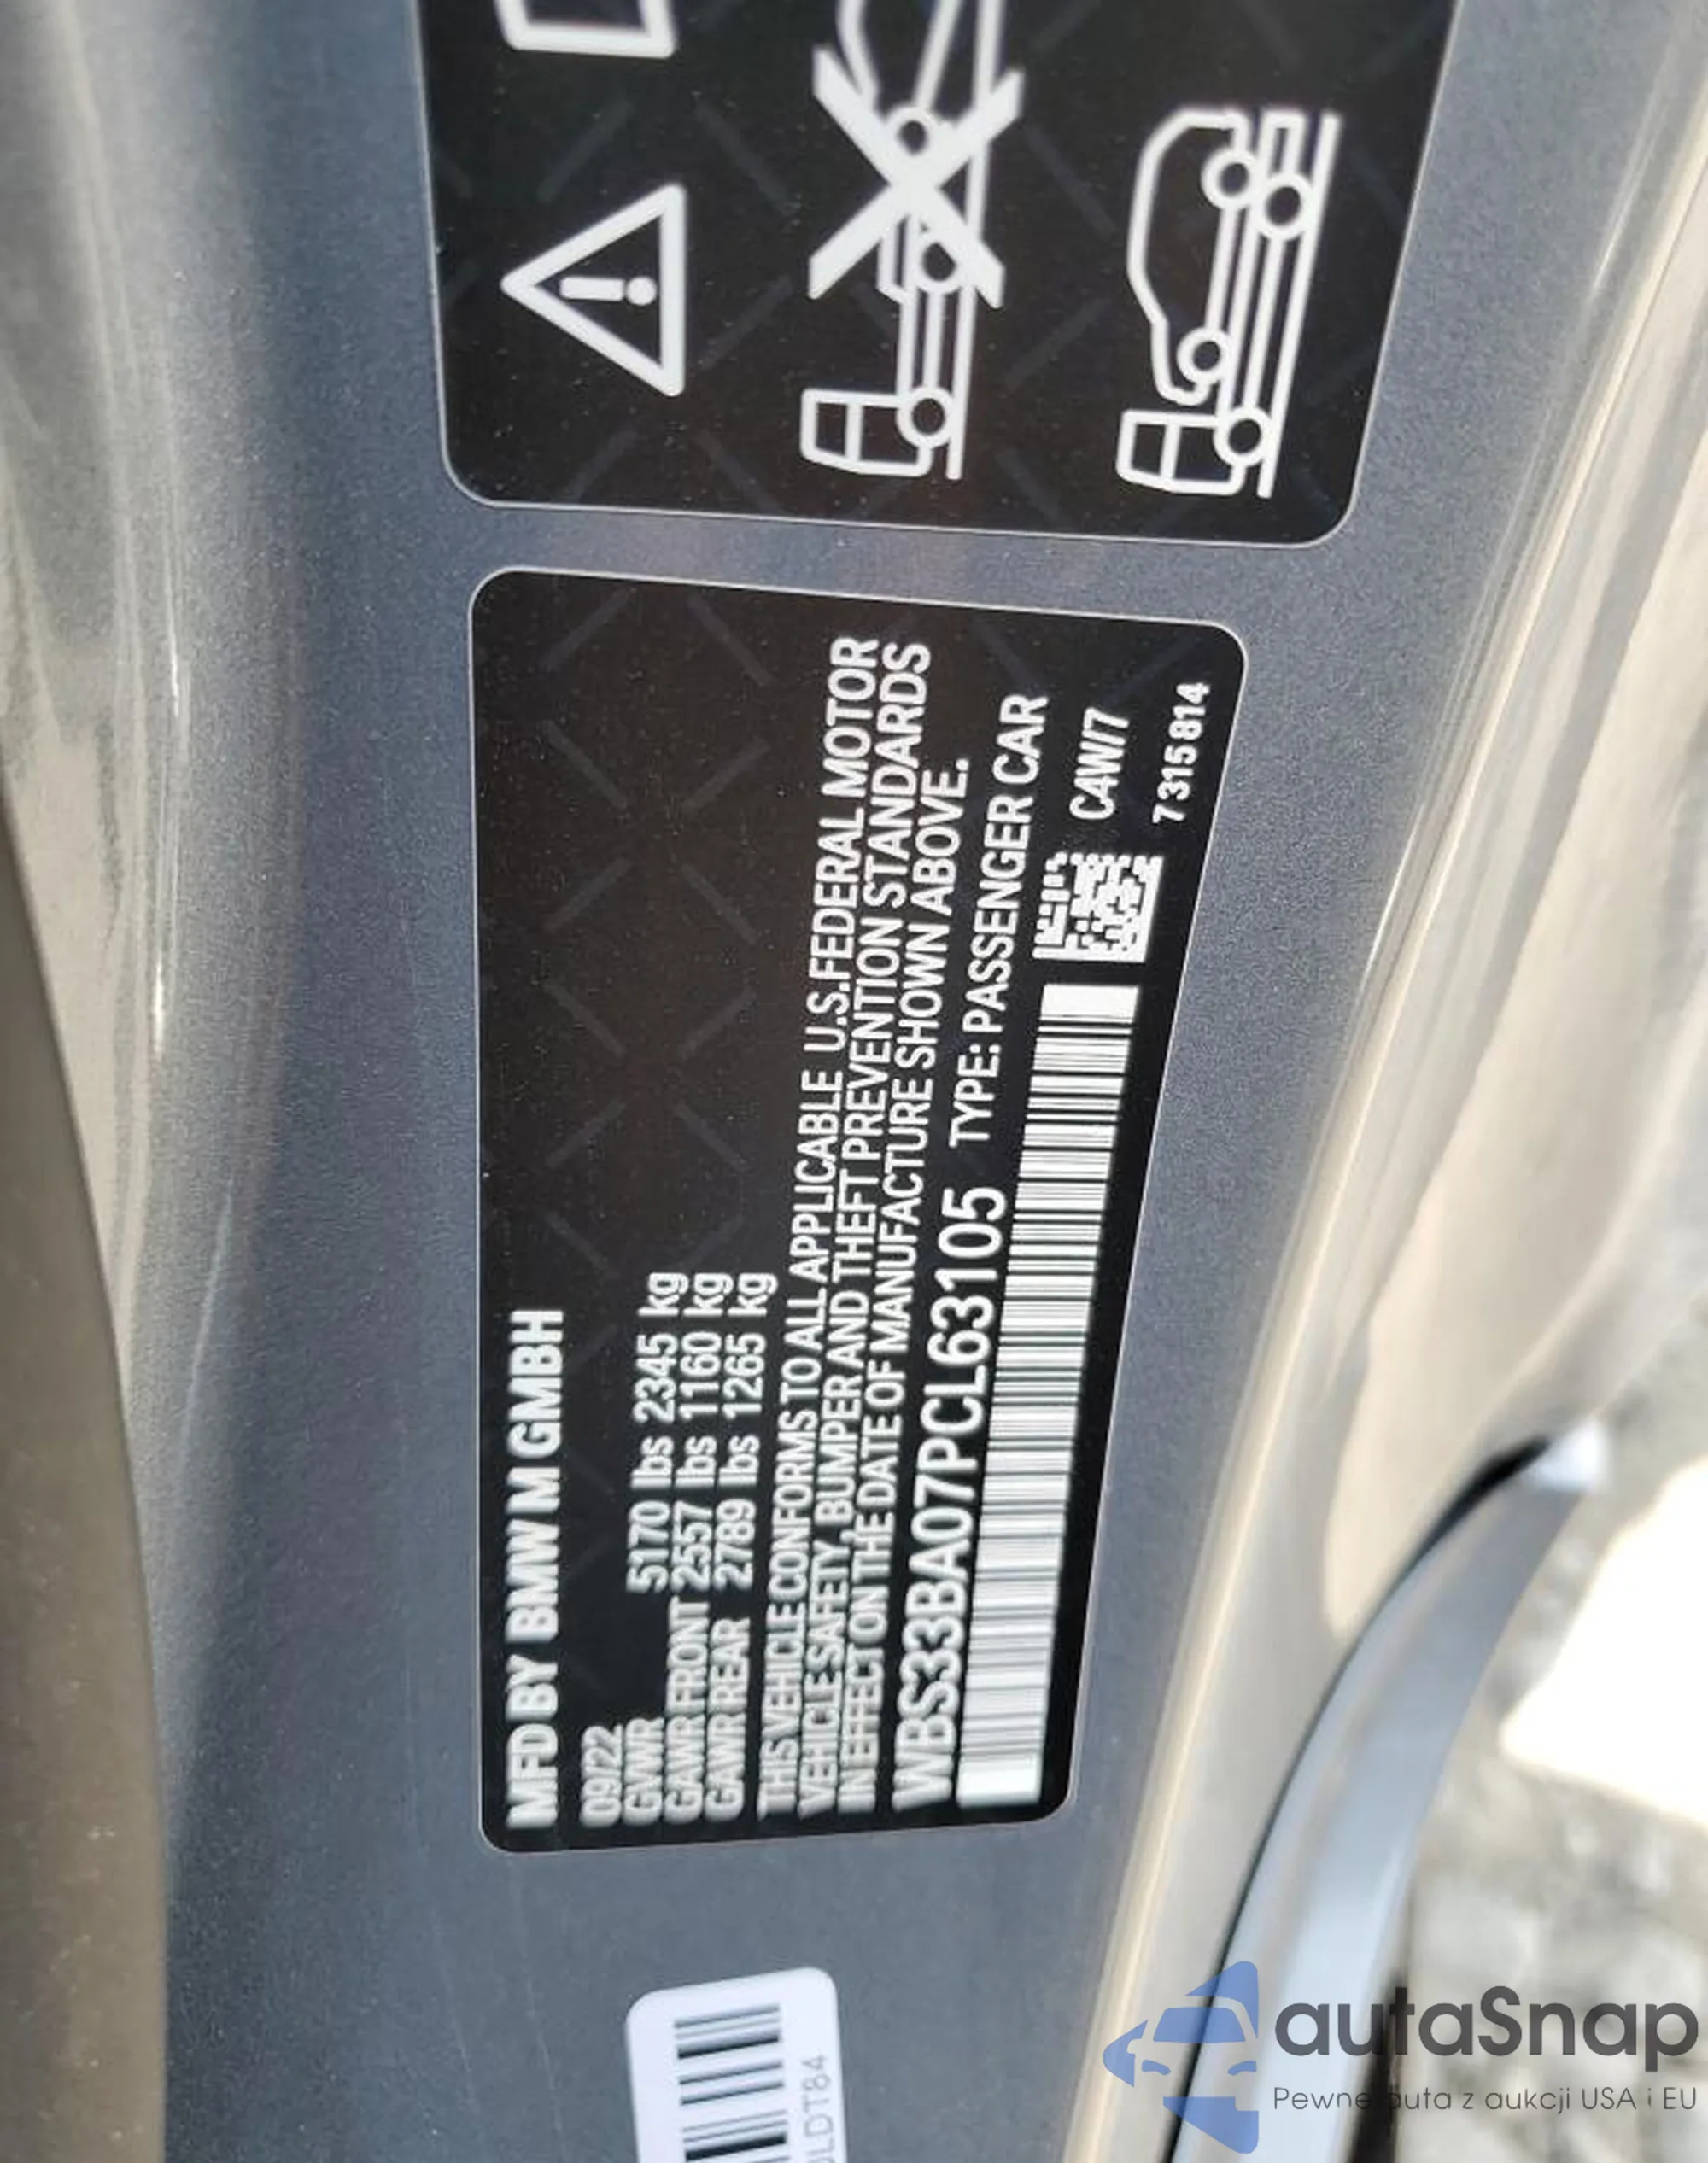 MFD BY BMW M GMBH
09/22
GVWR 5170 lbs 2345 kg
GAWR FRONT 2557 lbs 1160 kg
GAWR REAR 2789 lbs 1265 kg
THIS VEHICLE CONFORMS TO ALL APPLICABLE U.S.FEDERAL MOTOR
VEHICLE SAFETY, BUMPER AND THEFT PREVENTION STANDARDS
IN EFFECT ON THE DATE OF MANUFACTURE SHOWN ABOVE.
WBS33BA07PCL63105 TYPE: PASSENGER CAR
C4W/7
7315814
autaSnap
Pewne auta z aukcji USA i EU